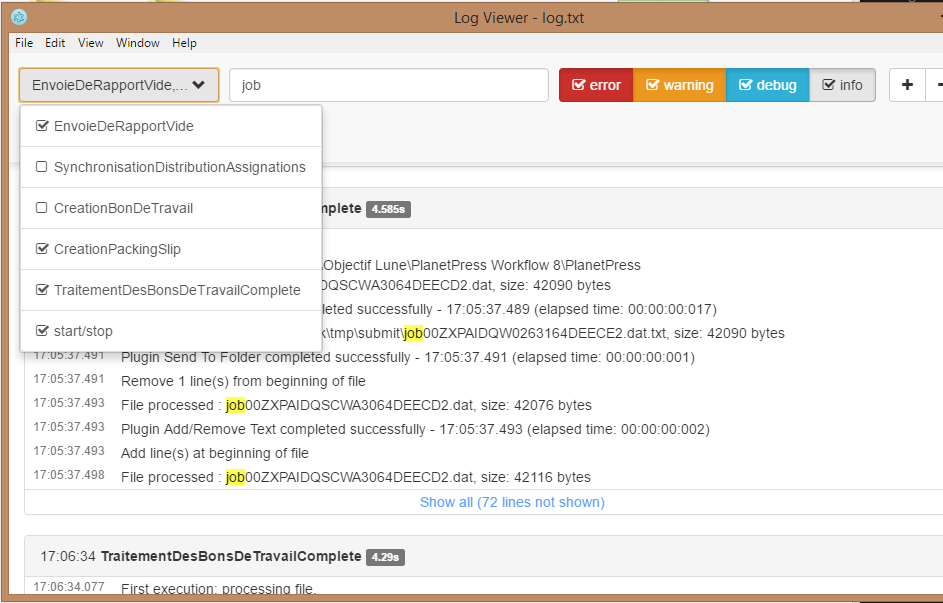 Log Viewer - log.txt
File Edit View Window Help
EnvoieDeRapportVide,... job error warning debug info + -
EnvoieDeRapportVide
SynchronisationDistributionAssignations
CreationBonDeTravail
CreationPackingSlip
TraitementDesBonsDeTravailComplete
start/stop
mplete 4.585s
\Objectif Lune\PlanetPress Workflow 8\PlanetPress
DQSCWA3064DEECD2.dat, size: 42090 bytes
leted successfully - 17:05:37.489 (elapsed time: 00:00:00:017)
k\tmp\submit\job00ZXPAIDQW0263164DEECE2.dat.txt, size: 42090 bytes
17:05:37.491 Plugin Send To Folder completed successfully - 17:05:37.491 (elapsed time: 00:00:00:001)
17:05:37.491 Remove 1 line(s) from beginning of file
17:05:37.493 File processed : job00ZXPAIDQSCWA3064DEECD2.dat, size: 42076 bytes
17:05:37.493 Plugin Add/Remove Text completed successfully - 17:05:37.493 (elapsed time: 00:00:00:002)
17:05:37.493 Add line(s) at beginning of file
17:05:37.498 File processed : job00ZXPAIDQSCWA3064DEECD2.dat, size: 42116 bytes
Show all (72 lines not shown)
17:06:34 TraitementDesBonsDeTravailComplete 4.29s
17:06:34.077 First execution: processing file.